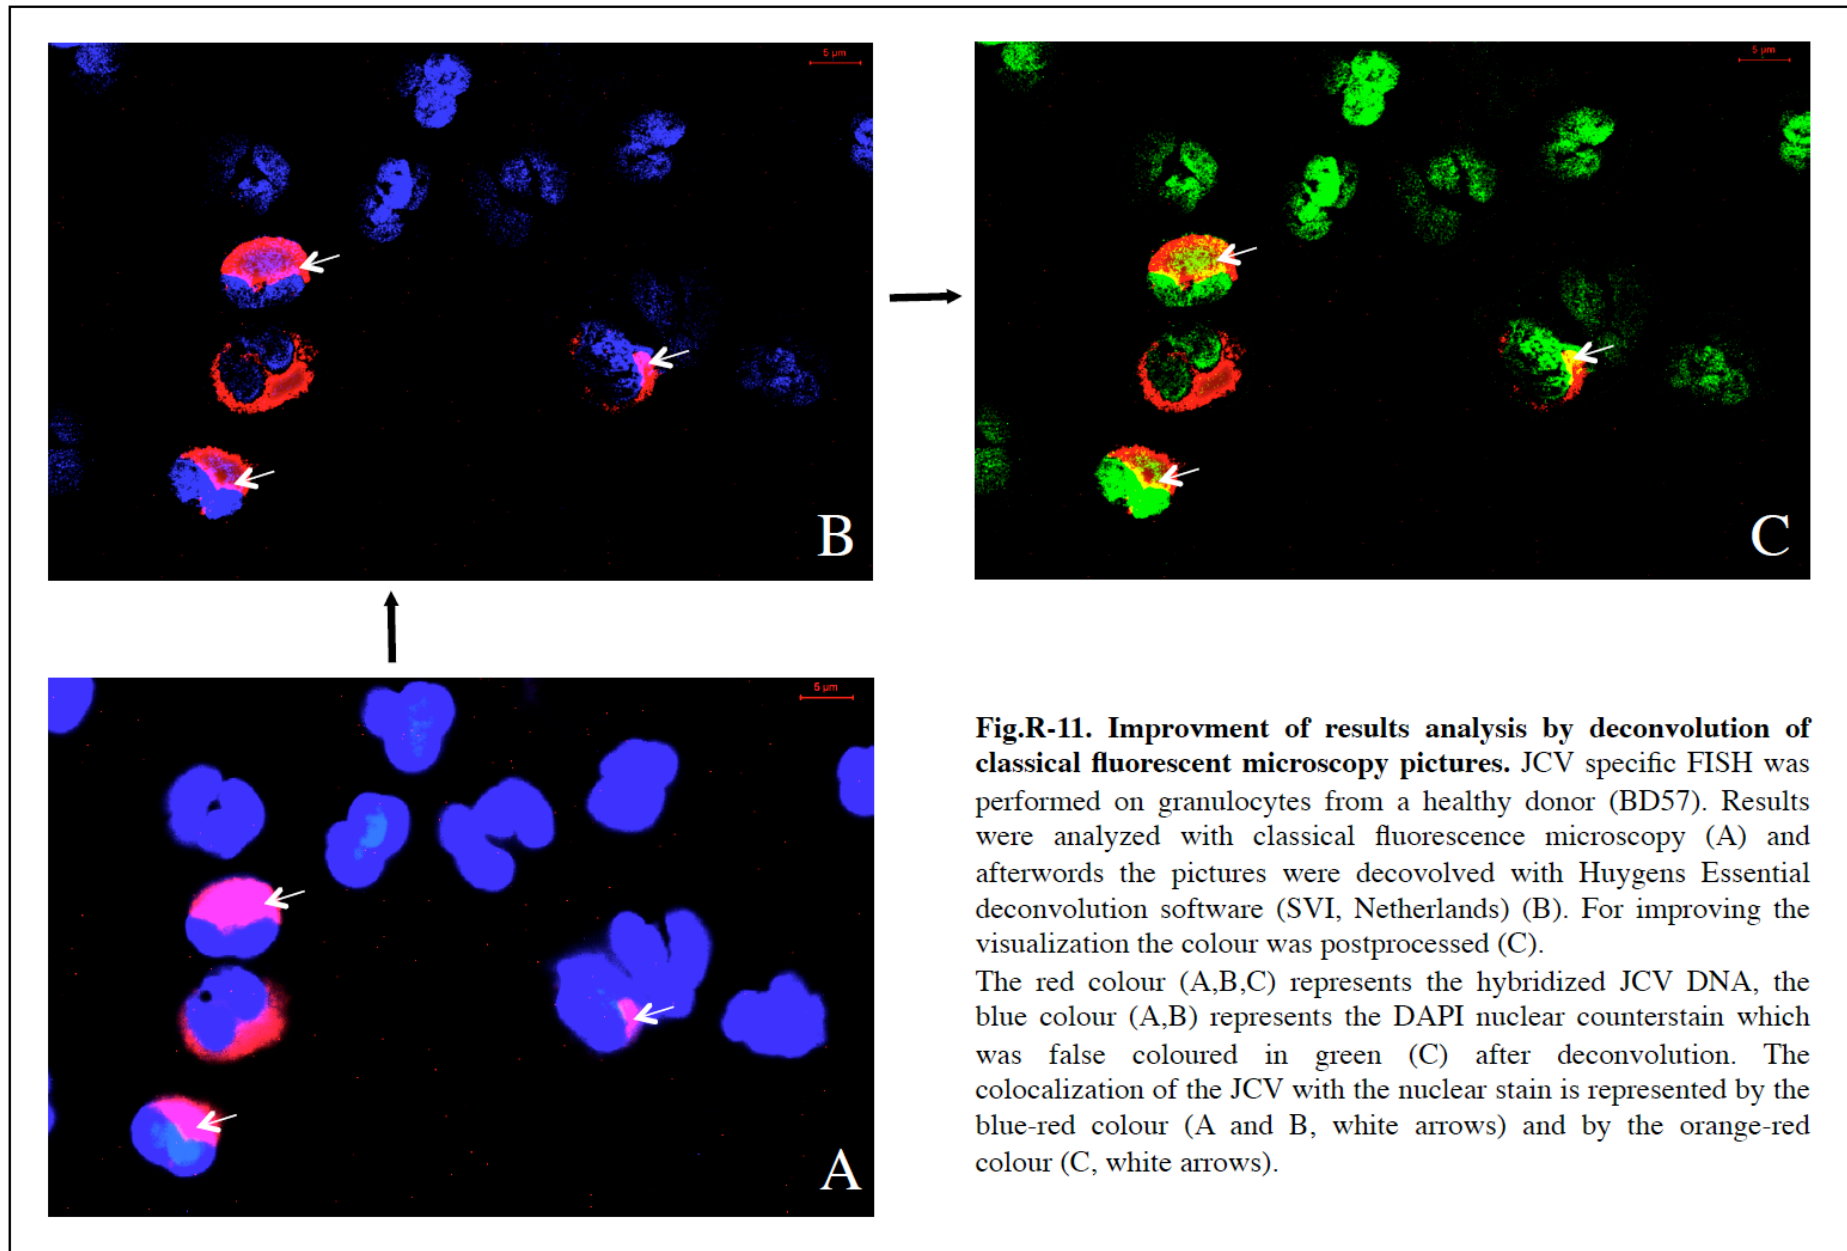 5 µm
5 µm
B
C
5 µm
A
Fig.R-11. Improvment of results analysis by deconvolution of
classical fluorescent microscopy pictures. JCV specific FISH was
performed on granulocytes from a healthy donor (BD57). Results
were analyzed with classical fluorescence microscopy (A) and
afterwords the pictures were decovolved with Huygens Essential
deconvolution software (SVI, Netherlands) (B). For improving the
visualization the colour was postprocessed (C).
The red colour (A,B,C) represents the hybridized JCV DNA, the
blue colour (A,B) represents the DAPI nuclear counterstain which
was false coloured in green (C) after deconvolution. The
colocalization of the JCV with the nuclear stain is represented by the
blue-red colour (A and B, white arrows) and by the orange-red
colour (C, white arrows).